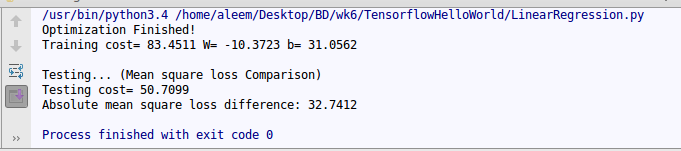 /usr/bin/python3.4 /home/aleem/Desktop/BD/wk6/TensorflowHelloWorld/LinearRegression.py
Optimization Finished!
Training cost= 83.4511 W= -10.3723 b= 31.0562
Testing... (Mean square loss Comparison)
Testing cost= 50.7099
Absolute mean square loss difference: 32.7412
Process finished with exit code 0